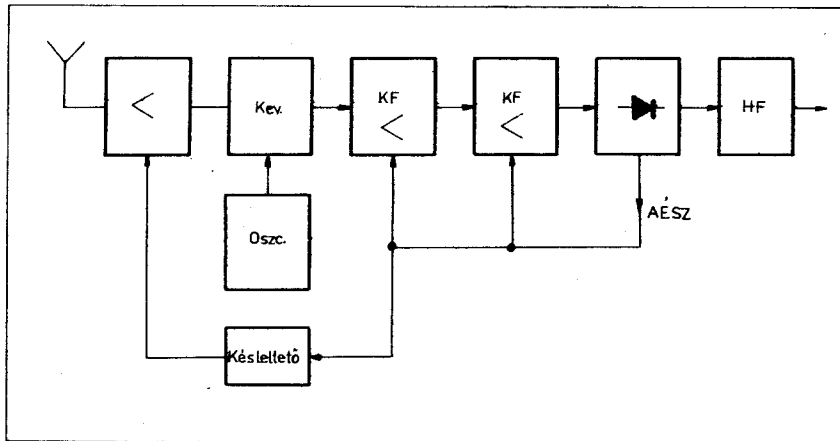 Kev.
KF
KF
HF
Oszc.
AÉSZ
Késleltető